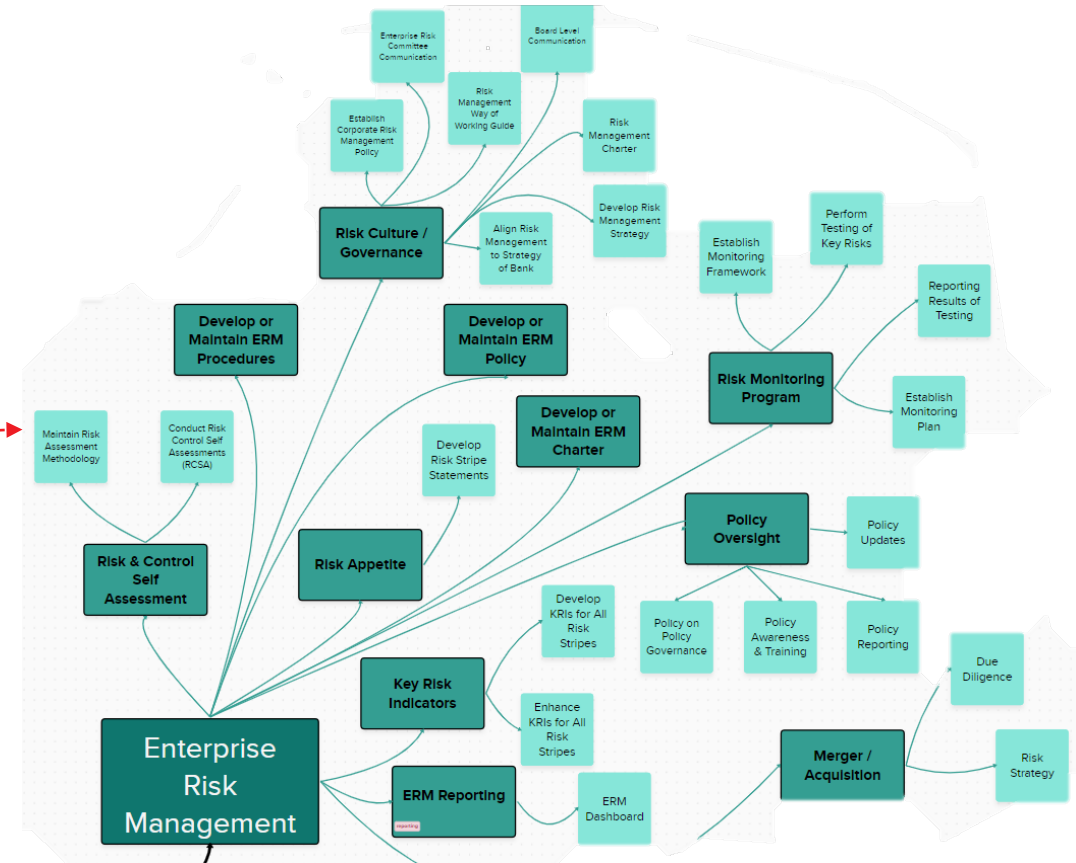 Enterprise Risk
Committee
Communication
Board Level
Communication
Risk
Management
Way of
Working Guide
Establish
Corporate Risk
Management
Policy
Risk
Management
Charter
Risk Culture /
Governance
Align Risk
Management
to Strategy
of Bank
Develop Risk
Management
Strategy
Establish
Monitoring
Framework
Perform
Testing of
Key Risks
Reporting
Results of
Testing
Develop or
Maintain ERM
Procedures
Develop or
Maintain ERM
Policy
Risk Monitoring
Program
Establish
Monitoring
Plan
Maintain Risk
Assessment
Methodology
Conduct Risk
Control Self
Assessments
(RCSA)
Develop
Risk Stripe
Statements
Develop or
Maintain ERM
Charter
Risk & Control
Self
Assessment
Risk Appetite
Policy
Oversight
Policy
Updates
Develop
KRIs for All
Risk
Stripes
Policy on
Policy
Governance
Policy
Awareness
& Training
Policy
Reporting
Due
Diligence
Key Risk
Indicators
Enhance
KRIs for All
Risk
Stripes
Enterprise
Risk
Management
ERM Reporting
reporting
ERM
Dashboard
Merger /
Acquisition
Risk
Strategy